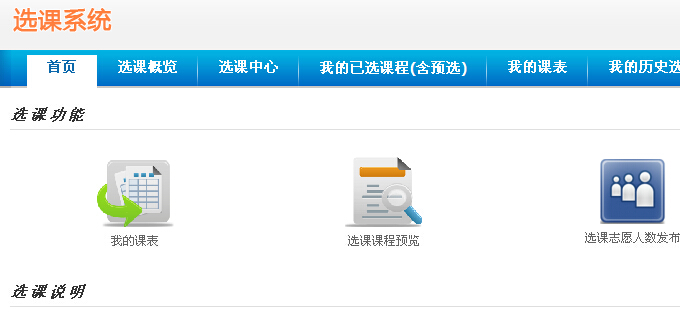 选课系统
首页 选课概览 选课中心 我的已选课程(含预选) 我的课表 我的历史选
选课功能
我的课表 选课课程预览 选课志愿人数发布
选课说明